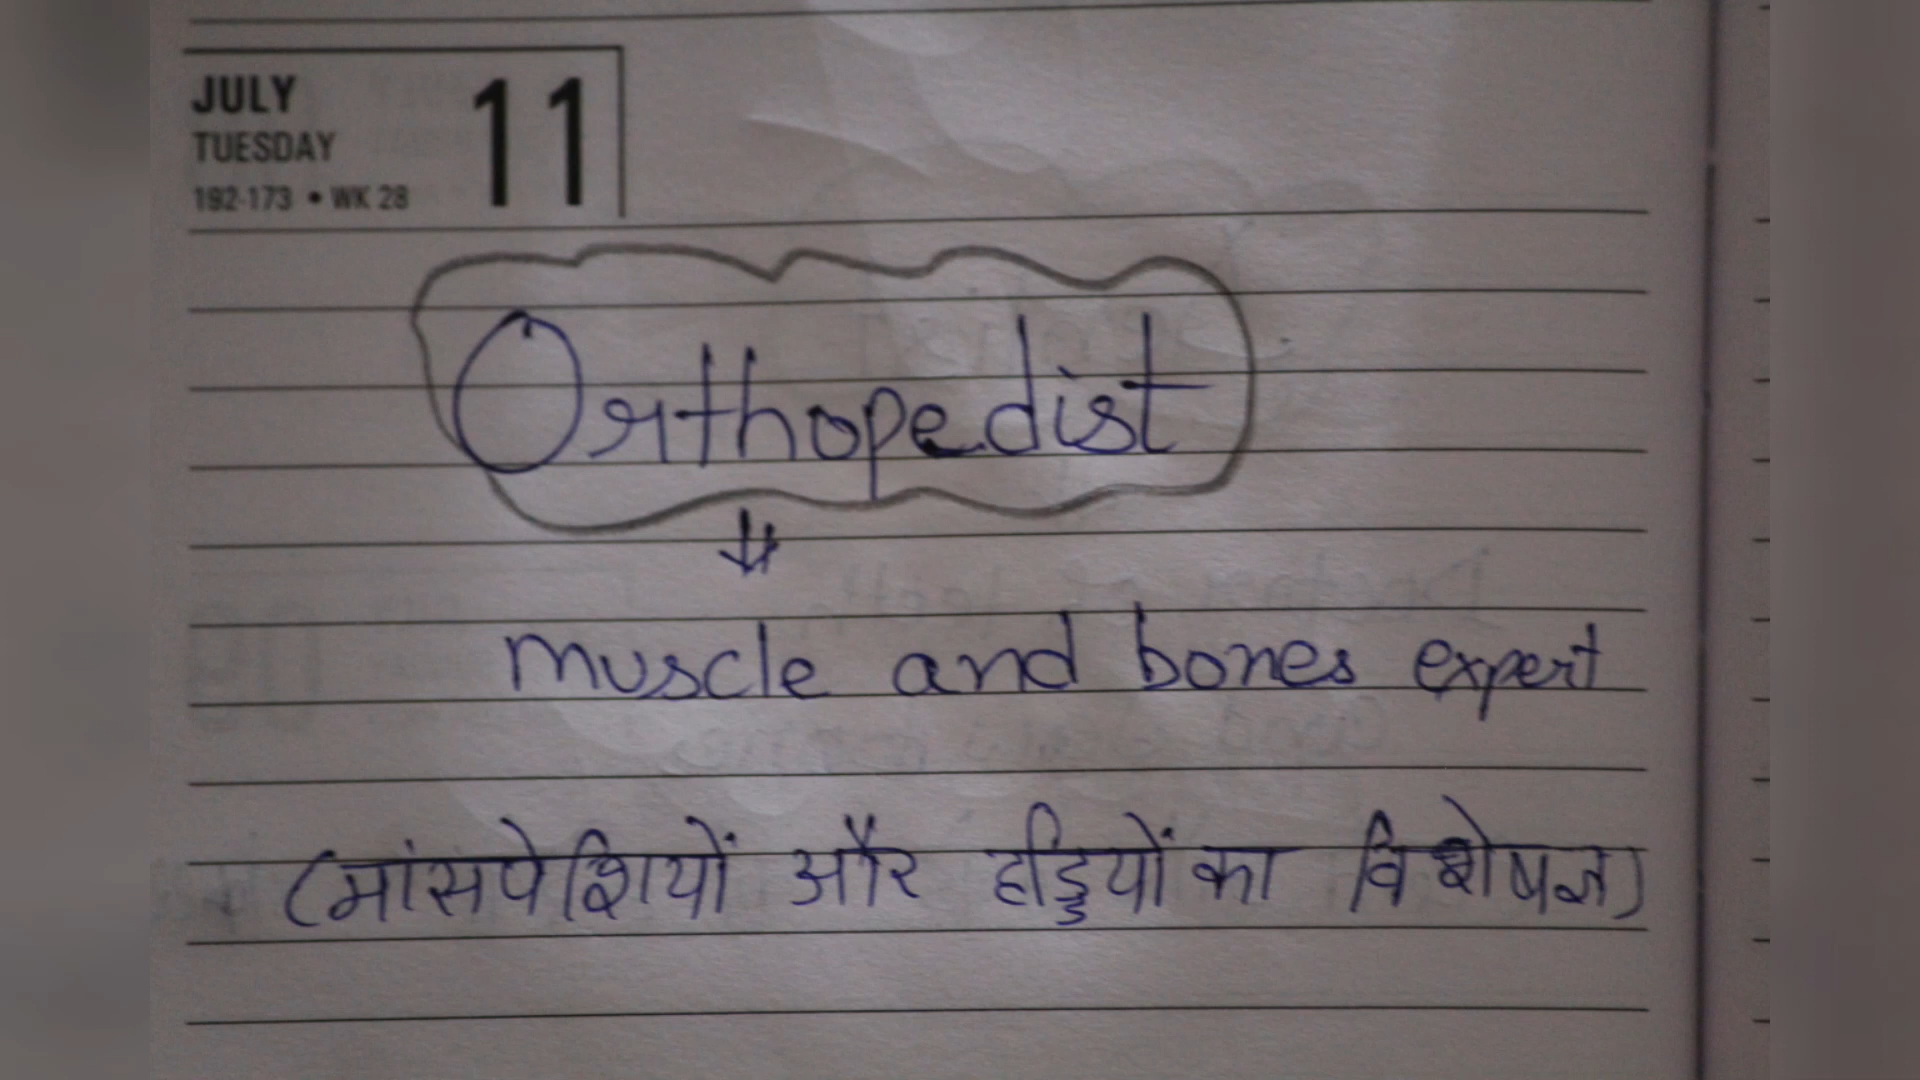 JULY
TUESDAY
192-173 • WK 28
11
Orthopedist
muscle and bones expert
(मांसपेशियों और हड्डियों का विशेषज्ञ)